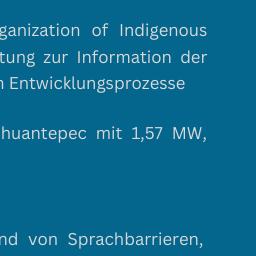 ganization of Indigenous
tung zur Information der
n Entwicklungsprozesse
huantepec mit 1,57 MW,
nd von Sprachbarrieren,